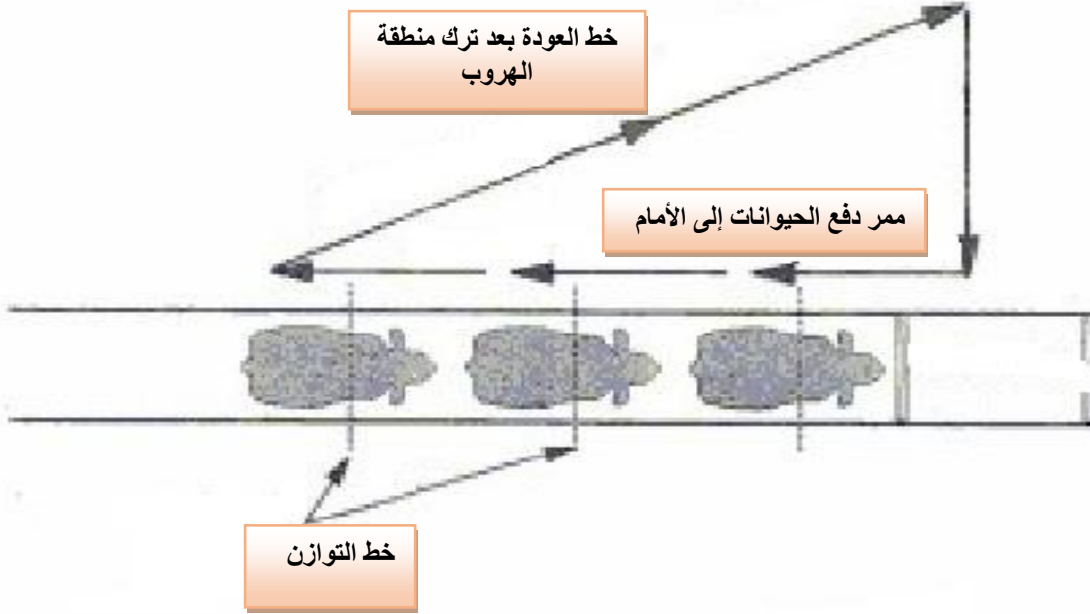 خط العودة بعد ترك منطقة
الهروب
ممر دفع الحيوانات إلى الأمام
خط التوازن